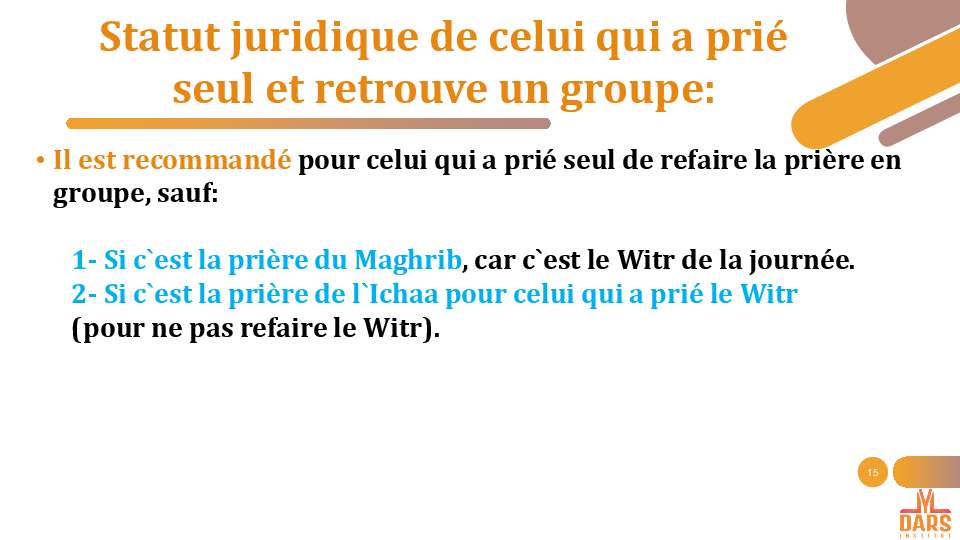 Statut juridique de celui qui a prié
seul et retrouve un groupe:
• Il est recommandé pour celui qui a prié seul de refaire la prière en
groupe, sauf:
1- Si c`est la prière du Maghrib, car c`est le Witr de la journée.
2- Si c`est la prière de l`Ichaa pour celui qui a prié le Witr
(pour ne pas refaire le Witr).
15
DARS
INSTITUT